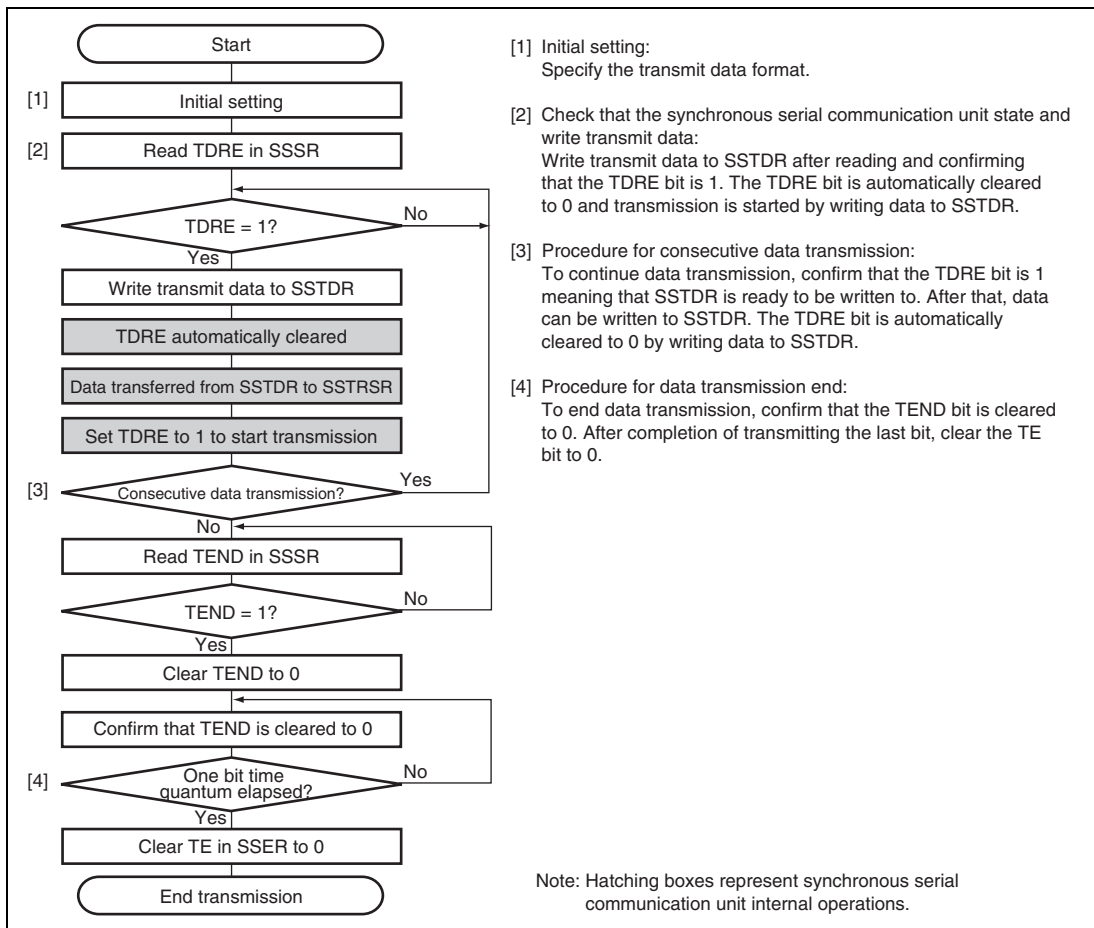 Start
[1] Initial setting
[2] Read TDRE in SSSR
TDRE = 1?
No
Yes
Write transmit data to SSTDR
TDRE automatically cleared
Data transferred from SSTDR to SSTRSR
Set TDRE to 1 to start transmission
[3] Consecutive data transmission?
Yes
No
Read TEND in SSSR
TEND = 1?
No
Yes
Clear TEND to 0
Confirm that TEND is cleared to 0
[4] One bit time
quantum elapsed?
No
Yes
Clear TE in SSER to 0
End transmission
[1] Initial setting:
Specify the transmit data format.
[2] Check that the synchronous serial communication unit state and
write transmit data:
Write transmit data to SSTDR after reading and confirming
that the TDRE bit is 1. The TDRE bit is automatically cleared
to 0 and transmission is started by writing data to SSTDR.
[3] Procedure for consecutive data transmission:
To continue data transmission, confirm that the TDRE bit is 1
meaning that SSTDR is ready to be written to. After that, data
can be written to SSTDR. The TDRE bit is automatically
cleared to 0 by writing data to SSTDR.
[4] Procedure for data transmission end:
To end data transmission, confirm that the TEND bit is cleared
to 0. After completion of transmitting the last bit, clear the TE
bit to 0.
Note: Hatching boxes represent synchronous serial
communication unit internal operations.